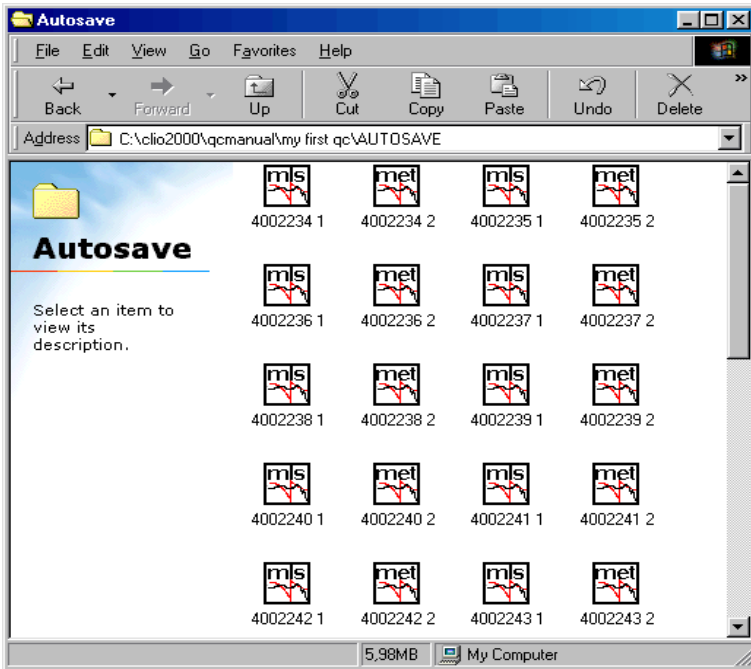 Autosave
File Edit View Go Favorites Help
Back Forward Up Cut Copy Paste Undo Delete »
Address C:\clio2000\qcmanual\my first qc\AUTOSAVE
mls met mls met
4002234 1 4002234 2 4002235 1 4002235 2
Autosave
mls met mls met
4002236 1 4002236 2 4002237 1 4002237 2
Select an item to
view its
description.
mls met mls met
4002238 1 4002238 2 4002239 1 4002239 2
mls met mls met
4002240 1 4002240 2 4002241 1 4002241 2
mls met mls met
4002242 1 4002242 2 4002243 1 4002243 2
5,98MB My Computer